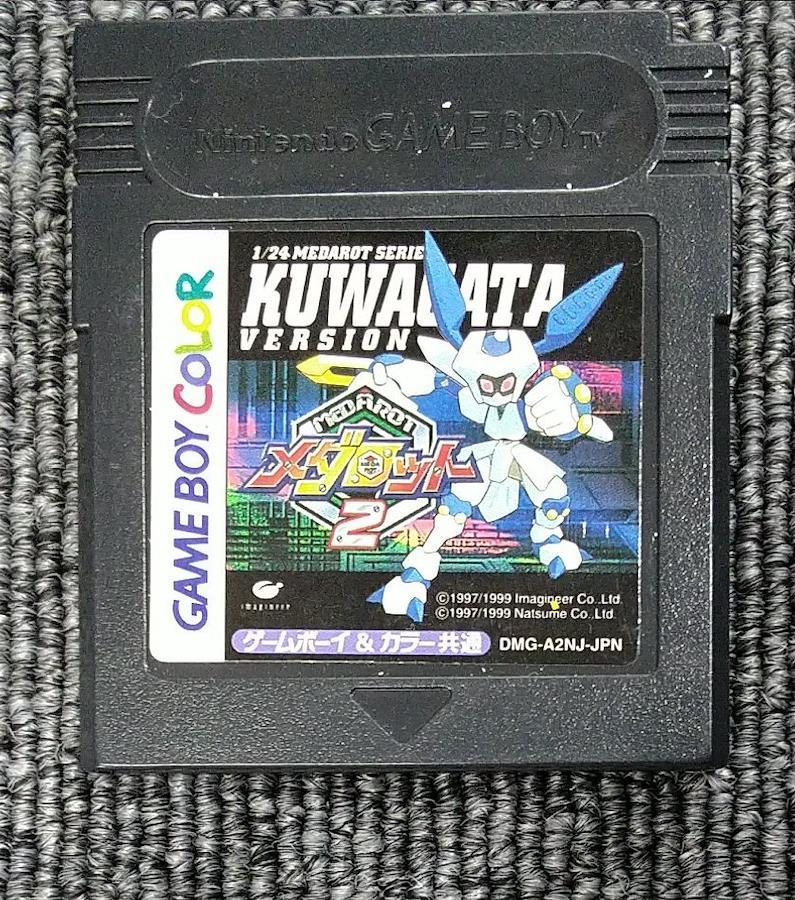 Nintendo GAME BOY TM
GAME BOY COLOR
1/24 MEDAROT SERIE
KUWAGATA
VERSION
MEDAROT
メダロット
2
imagineer
©1997/1999 Imagineer Co.,Ltd.
©1997/1999 Natsume Co.,Ltd.
ゲームボーイ & カラー共通 DMG-A2NJ-JPN